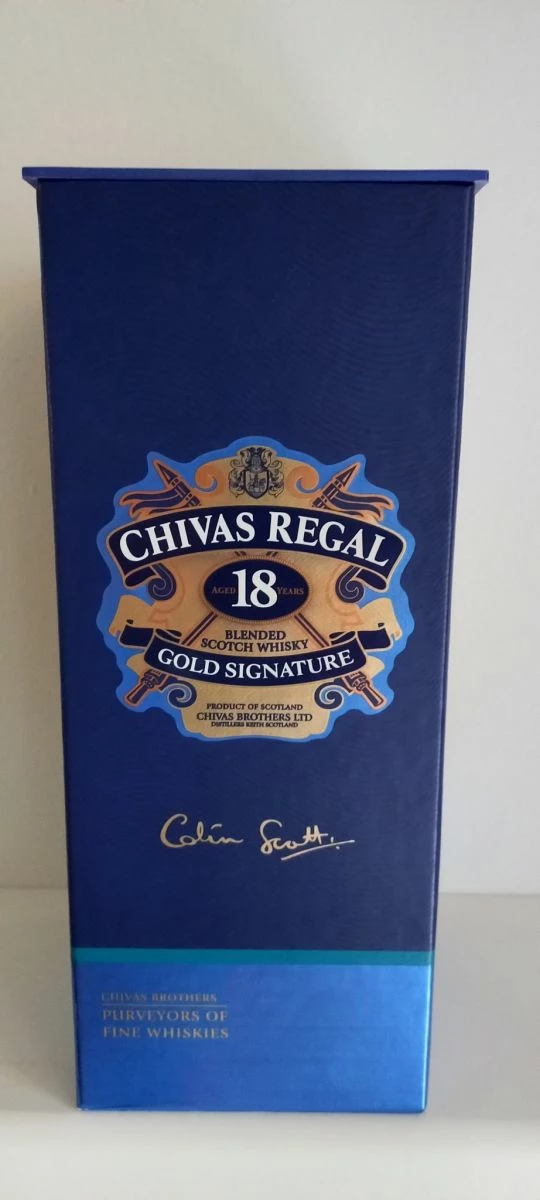 CHIVAS REGAL
AGED 18 YEARS
BLENDED
SCOTCH WHISKY
GOLD SIGNATURE
PRODUCT OF SCOTLAND
CHIVAS BROTHERS LTD
DISTILLERS KEITH SCOTLAND
Colin Scott
CHIVAS BROTHERS
PURVEYORS OF
FINE WHISKIES